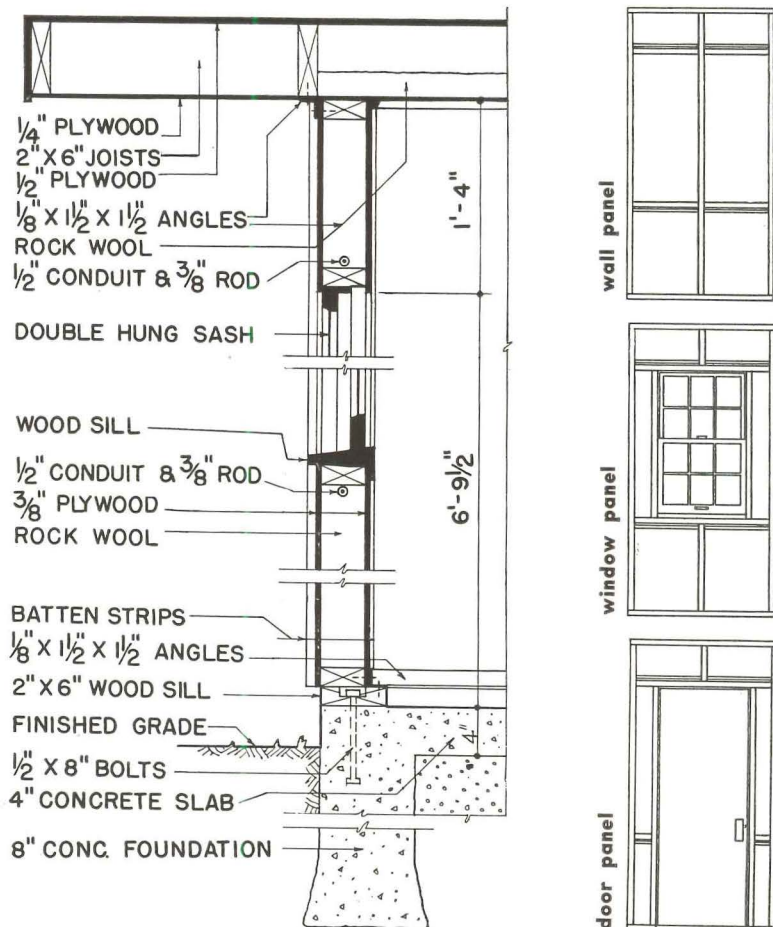 1/4" PLYWOOD
2" X 6" JOISTS
1/2" PLYWOOD
1/8" X 1 1/2" X 1 1/2" ANGLES
ROCK WOOL
1/2" CONDUIT & 3/8" ROD
DOUBLE HUNG SASH
WOOD SILL
1/2" CONDUIT & 3/8" ROD
3/8" PLYWOOD
ROCK WOOL
BATTEN STRIPS
1/8" X 1 1/2" X 1 1/2" ANGLES
2" X 6" WOOD SILL
FINISHED GRADE
1/2" X 8" BOLTS
4" CONCRETE SLAB
8" CONC. FOUNDATION
1'-4"
6'-9 1/2"
4"
wall panel
window panel
door panel